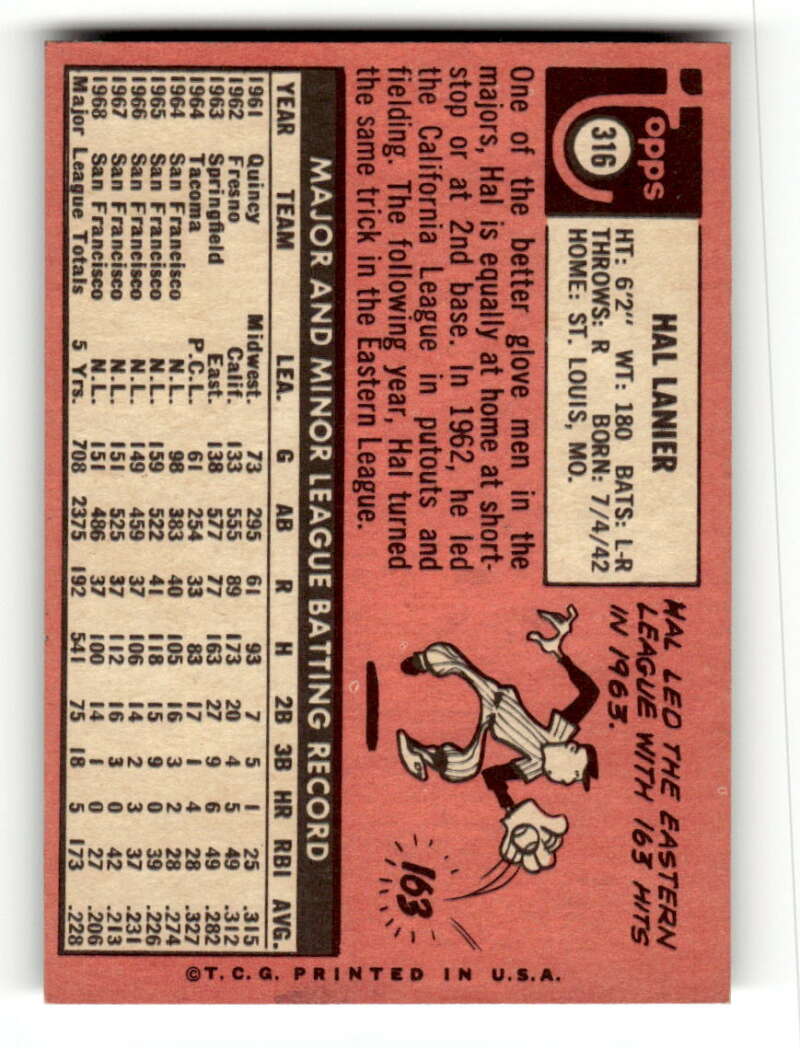 Topps
316
HAL LANIER
HT: 6'2" WT: 180 BATS: L-R
THROWS: R BORN: 7/4/42
HOME: ST. LOUIS, MO.
HAL LED THE EASTERN
LEAGUE WITH 163 HITS
IN 1963.
163
One of the better glove men in the
majors, Hal is equally at home at short-
stop or at 2nd base. In 1962, he led
the California League in putouts and
fielding. The following year, Hal turned
the same trick in the Eastern League.
MAJOR AND MINOR LEAGUE BATTING RECORD
YEAR TEAM LEA. G AB R H 2B 3B HR RBI AVG.
1961 Quincy Midwest. 73 295 61 93 7 5 1 25 .315
1962 Fresno Calif. 133 555 89 173 20 4 5 49 .312
1963 Springfield East. 138 577 77 163 27 9 6 49 .282
1964 Tacoma P.C.L. 61 254 33 83 17 1 4 28 .327
1964 San Francisco N.L. 98 383 40 105 16 3 2 28 .274
1965 San Francisco N.L. 159 522 41 118 15 9 0 39 .226
1966 San Francisco N.L. 149 459 37 106 14 2 3 37 .231
1967 San Francisco N.L. 151 525 37 112 16 3 0 42 .213
1968 San Francisco N.L. 151 486 37 100 14 1 0 27 .206
Major League Totals 5 Yrs. 708 2375 192 541 75 18 5 173 .228
©T.C.G. PRINTED IN U.S.A.